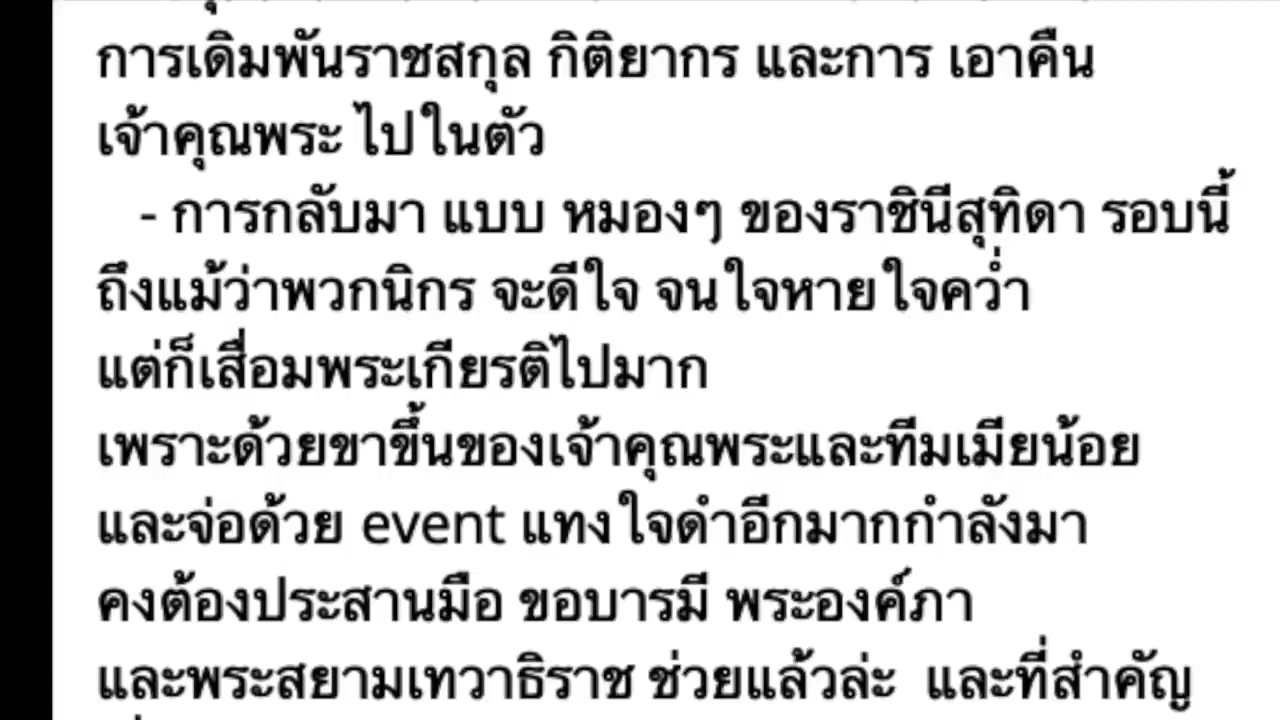 การเดิมพันราชสกุล กิติยากร และการ เอาคืน
เจ้าคุณพระ ไปในตัว
- การกลับมา แบบ หมองๆ ของราชินีสุทิดา รอบนี้
ถึงแม้ว่าพวกนิกร จะดีใจ จนใจหายใจคว่ำ
แต่ก็เสื่อมพระเกียรติไปมาก
เพราะด้วยขาขึ้นของเจ้าคุณพระและทีมเมียน้อย
และจ่อด้วย event แทงใจดำอีกมากกำลังมา
คงต้องประสานมือ ขอบารมี พระองค์ภา
และพระสยามเทวาธิราช ช่วยแล้วล่ะ และที่สำคัญ